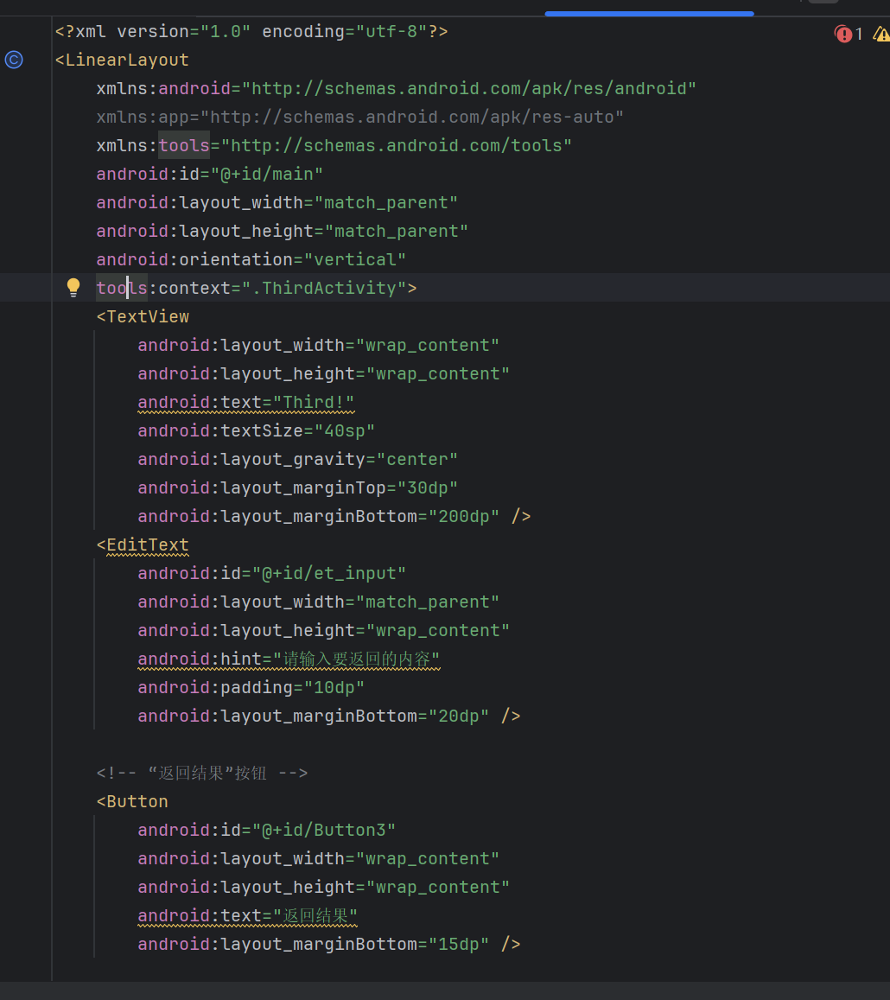 <?xml version="1.0" encoding="utf-8"?>
1
<LinearLayout
xmlns:android="http://schemas.android.com/apk/res/android"
xmlns:app="http://schemas.android.com/apk/res-auto"
xmlns:tools="http://schemas.android.com/tools"
android:id="@+id/main"
android:layout_width="match_parent"
android:layout_height="match_parent"
android:orientation="vertical"
tools:context=".ThirdActivity">
<TextView
android:layout_width="wrap_content"
android:layout_height="wrap_content"
android:text="Third!"
android:textSize="40sp"
android:layout_gravity="center"
android:layout_marginTop="30dp"
android:layout_marginBottom="200dp" />
<EditText
android:id="@+id/et_input"
android:layout_width="match_parent"
android:layout_height="wrap_content"
android:hint="请输入要返回的内容"
android:padding="10dp"
android:layout_marginBottom="20dp" />
<!-- “返回结果”按钮 -->
<Button
android:id="@+id/Button3"
android:layout_width="wrap_content"
android:layout_height="wrap_content"
android:text="返回结果"
android:layout_marginBottom="15dp" />